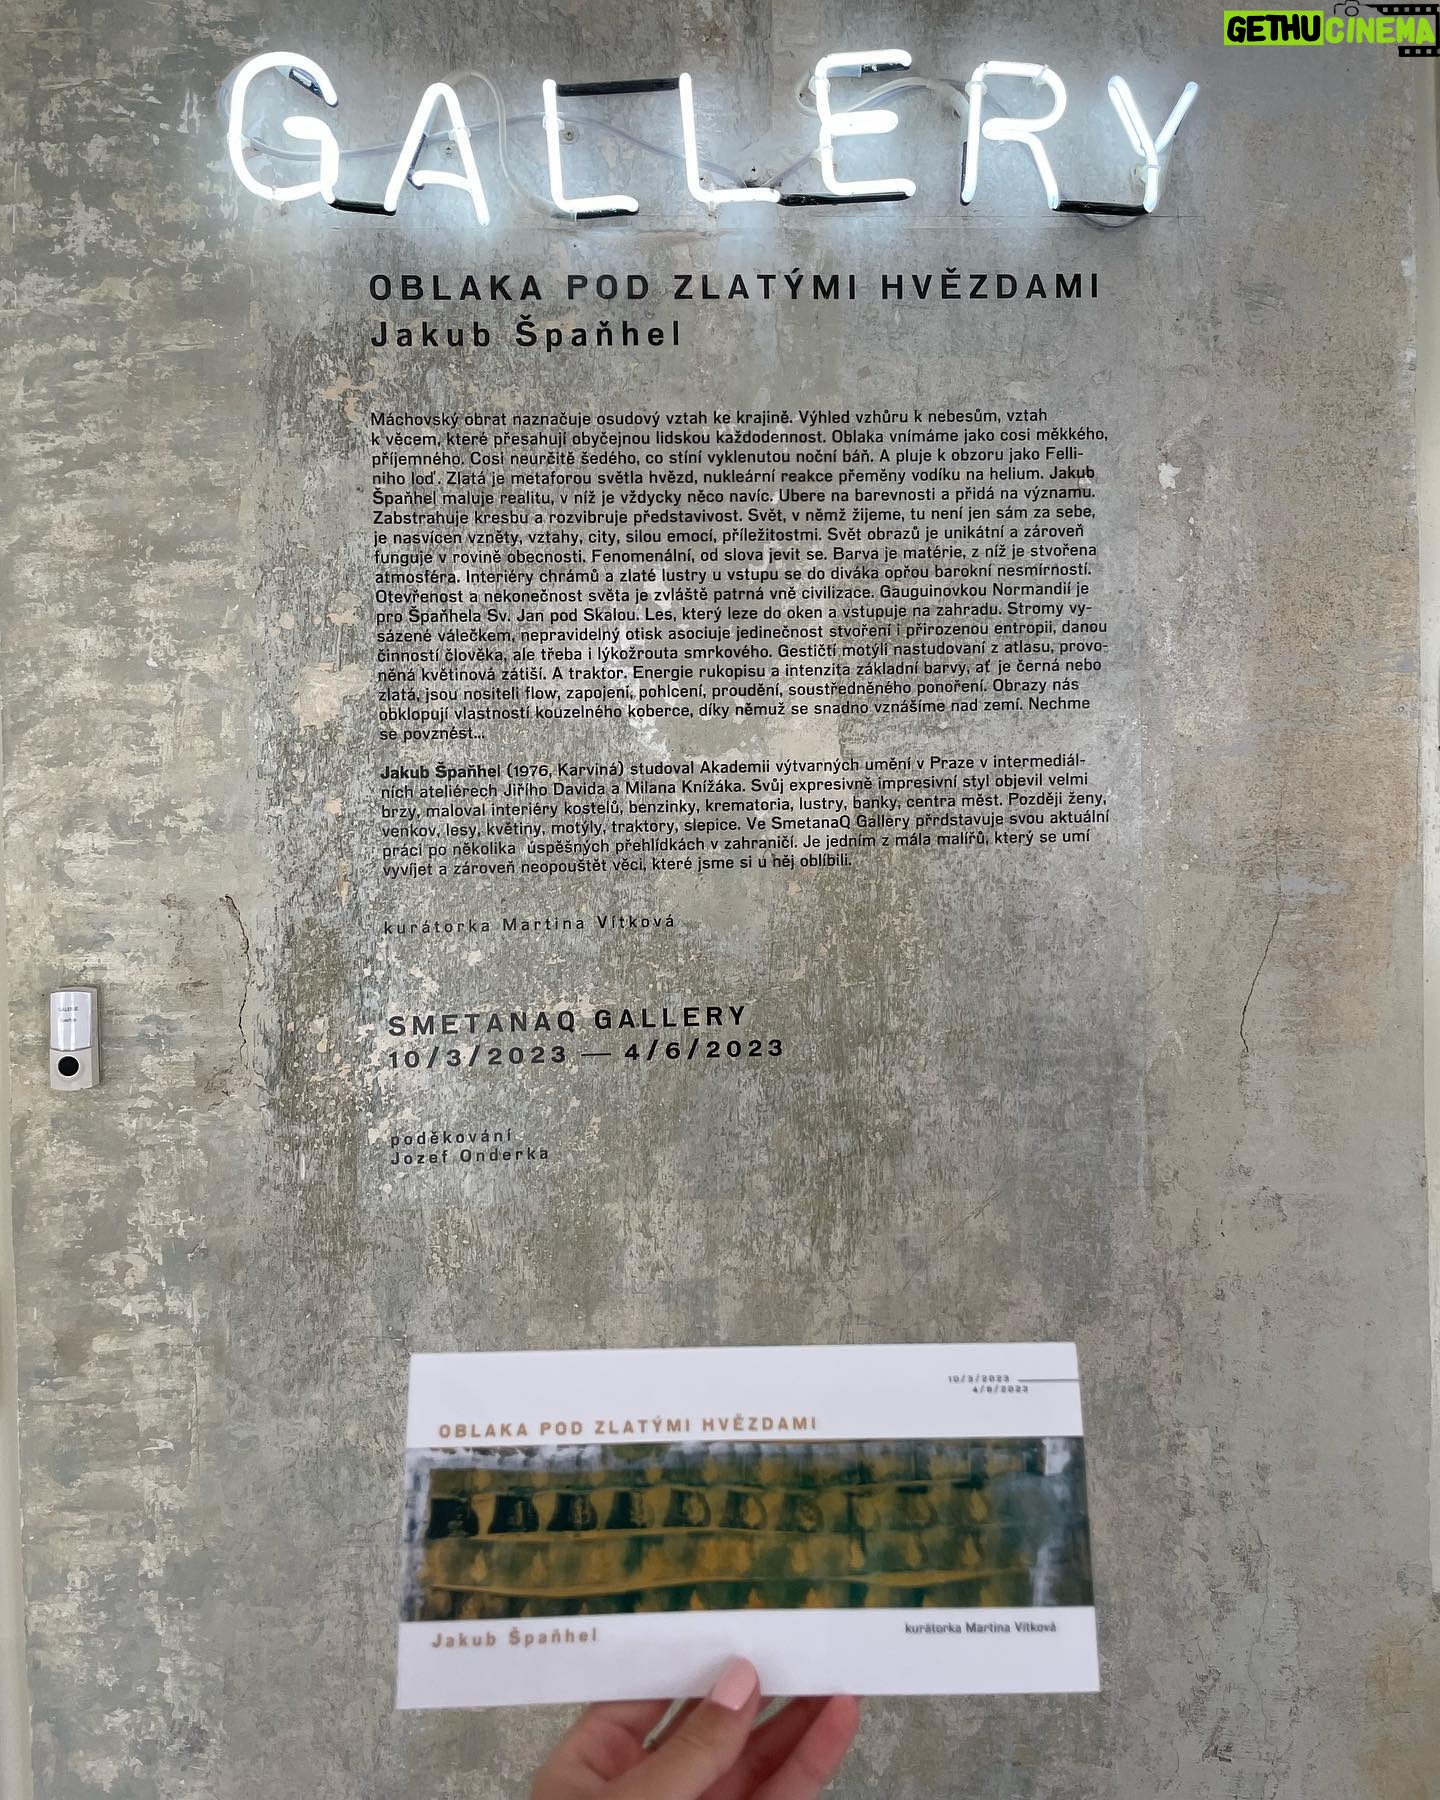 GETHUCINEMA
GALLERY
OBLAKA POD ZLATÝMI HVĚZDAMI
Jakub Špaňhel
Máchovský obrat naznačuje osudový vztah ke krajině. Výhled vzhůru k nebesům, vztah
k věcem, které přesahují obyčejnou lidskou každodennost. Oblaka vnímáme jako cosi měkkého,
příjemného. Cosi neurčitě šedého, co stíní vyklenutou noční báň. A pluje k obzoru jako Felli-
niho loď. Zlatá je metaforou světla hvězd, nukleární reakce přeměny vodíku na helium. Jakub
Špaňhel maluje realitu, v níž je vždycky něco navíc. Ubere na barevnosti a přidá na významu.
Zabstrahuje kresbu a rozvibruje představivost. Svět, v němž žijeme, tu není jen sám za sebe,
je nasvícen vzněty, vztahy, city, silou emocí, příležitostmi. Svět obrazů je unikátní a zároveň
funguje v rovině obecnosti. Fenomenální, od slova jevit se. Barva je matérie, z níž je stvořena
atmosféra. Interiéry chrámů a zlaté lustry u vstupu se do diváka opřou barokní nesmírností.
Otevřenost a nekonečnost světa je zvláště patrná vně civilizace. Gauguinovkou Normandií je
pro Špaňhela Sv. Jan pod Skalou. Les, který leze do oken a vstupuje na zahradu. Stromy vy-
sázené válečkem, nepravidelný otisk asociuje jedinečnost stvoření i přirozenou entropii, danou
činností člověka, ale třeba i lýkožrouta smrkového. Gestičtí motýli nastudovaní z atlasu, provo-
něná květinová zátiší. A traktor. Energie rukopisu a intenzita základní barvy, ať je černá nebo
zlatá, jsou nositeli flow, zapojení, pohlcení, proudění, soustředněného ponoření. Obrazy nás
obklopují vlastností kouzelného koberce, díky němuž se snadno vznášíme nad zemí. Nechme
se povznést...
Jakub Špaňhel (1976, Karviná) studoval Akademii výtvarných umění v Praze v intermediál-
ních ateliérech Jiřího Davida a Milana Knížáka. Svůj expresivně impresivní styl objevil velmi
brzy, maloval interiéry kostelů, benzinky, krematoria, lustry, banky, centra měst. Později ženy,
venkov, lesy, květiny, motýly, traktory, slepice. Ve SmetanaQ Gallery přrdstavuje svou aktuální
práci po několika úspěšných přehlídkách v zahraničí. Je jedním z mála malířů, který se umí
vyvíjet a zároveň neopouštět věci, které jsme si u něj oblíbili.
kurátorka Martina Vítková
SMETANAQ GALLERY
10/3/2023 — 4/6/2023
poděkování
Jozef Onderka
GALERIE
10/3/2023
4/6/2023
OBLAKA POD ZLATÝMI HVĚZDAMI
Jakub Špaňhel
kurátorka Martina Vítková